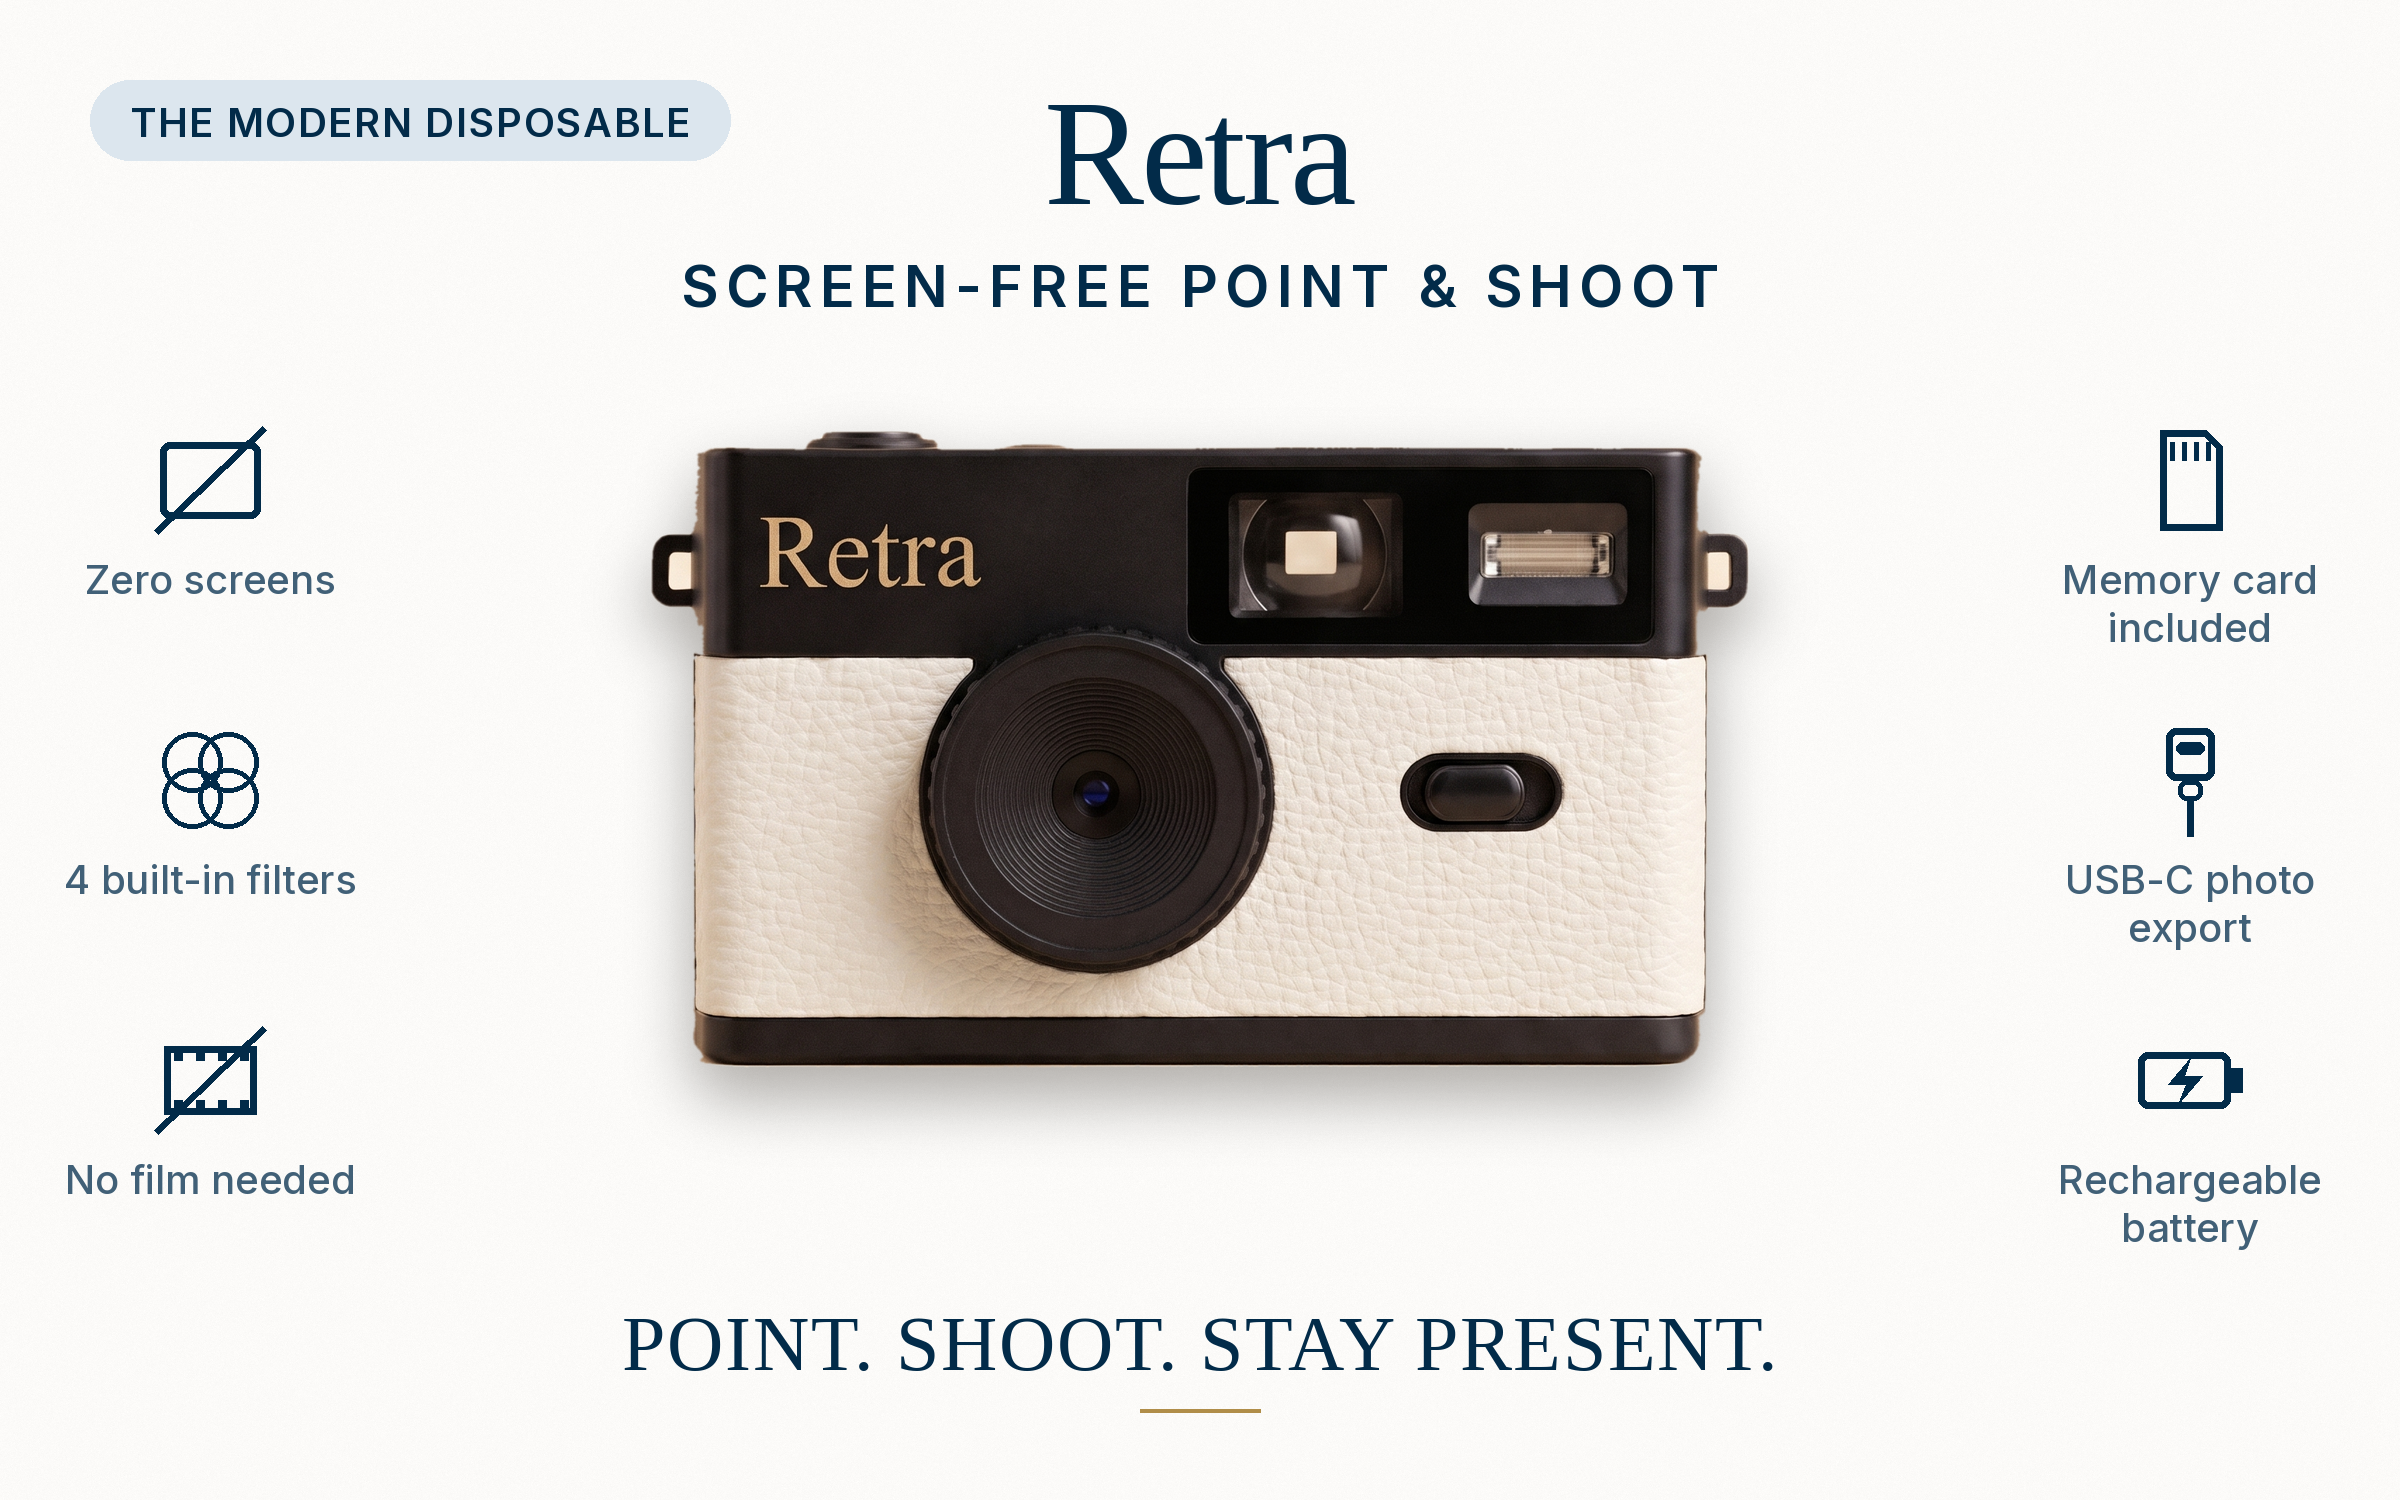 THE MODERN DISPOSABLE
Retra
SCREEN-FREE POINT & SHOOT
Zero screens
4 built-in filters
No film needed
Retra
Memory card
included
USB-C photo
export
Rechargeable
battery
POINT. SHOOT. STAY PRESENT.